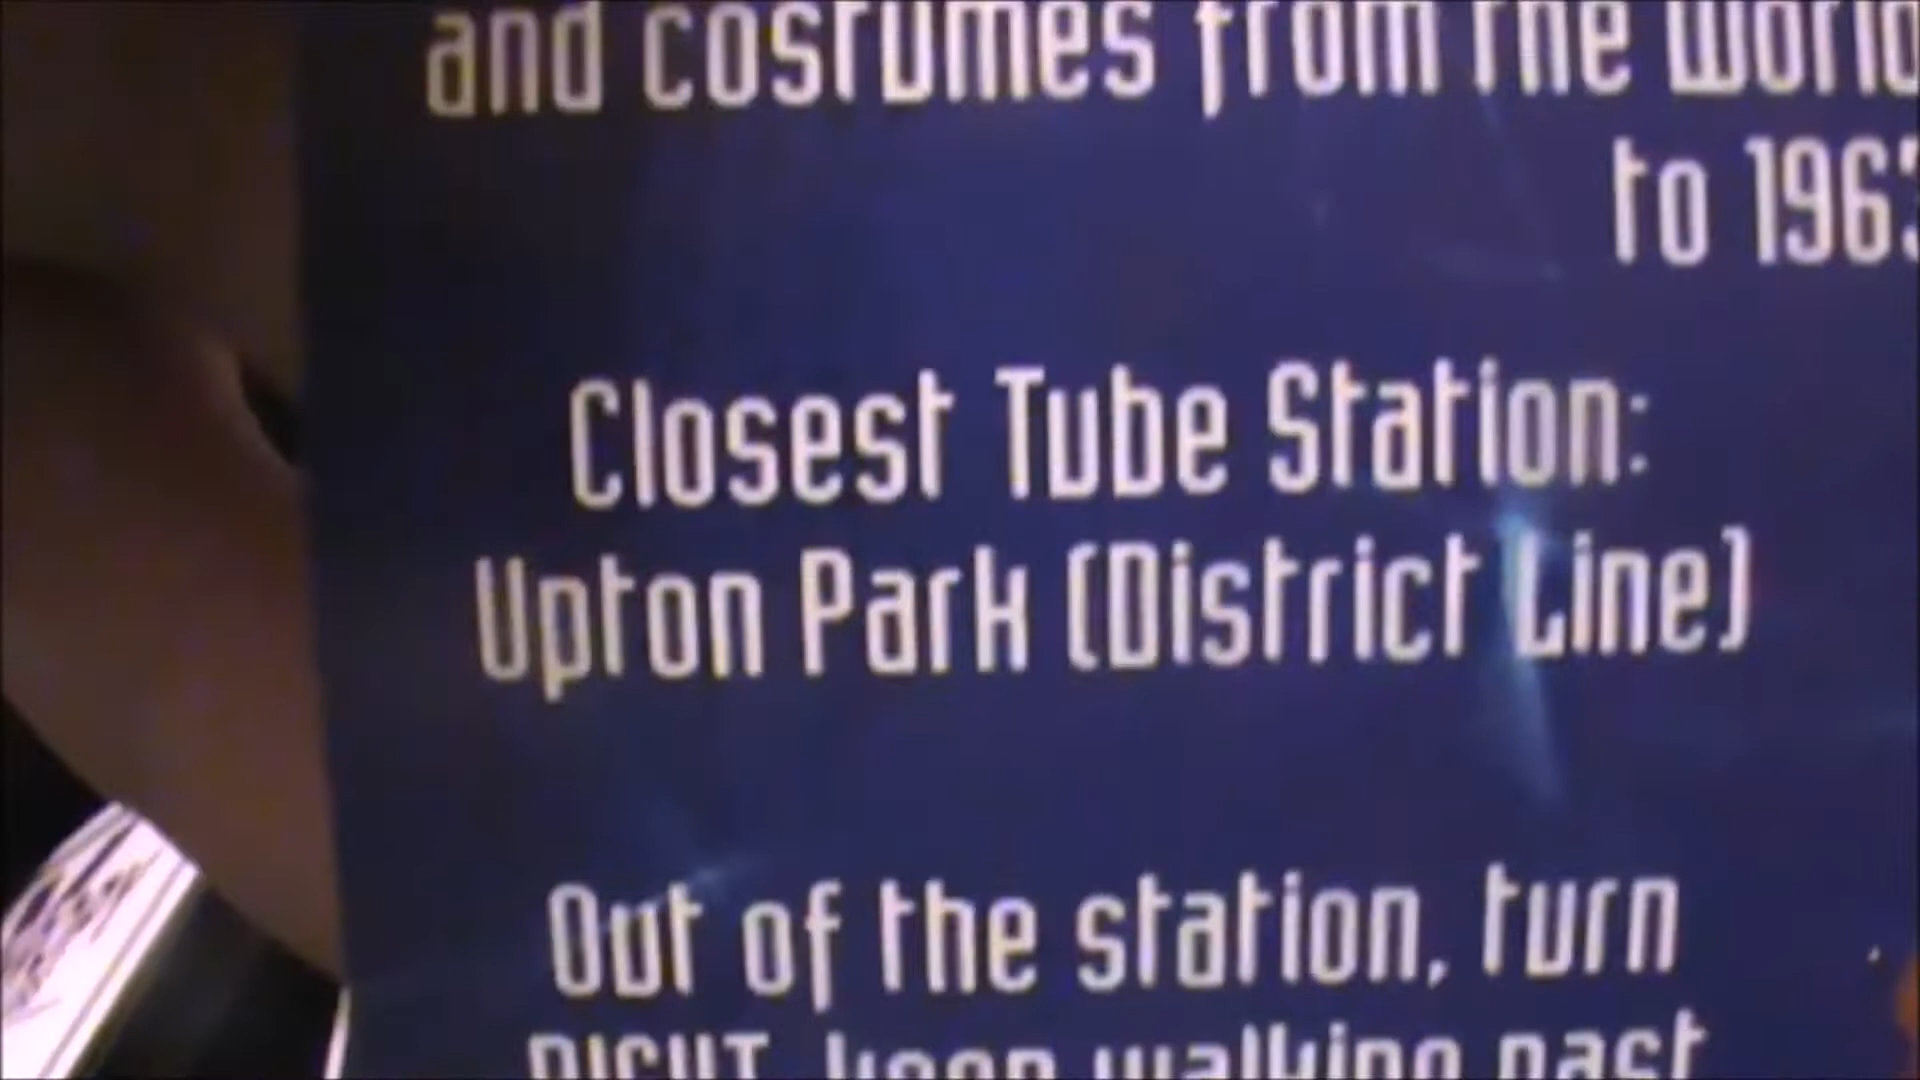 and costumes from the world
to 1963
Closest Tube Station:
Upton Park (District Line)
Out of the station, turn
RIGHT, keep walking past